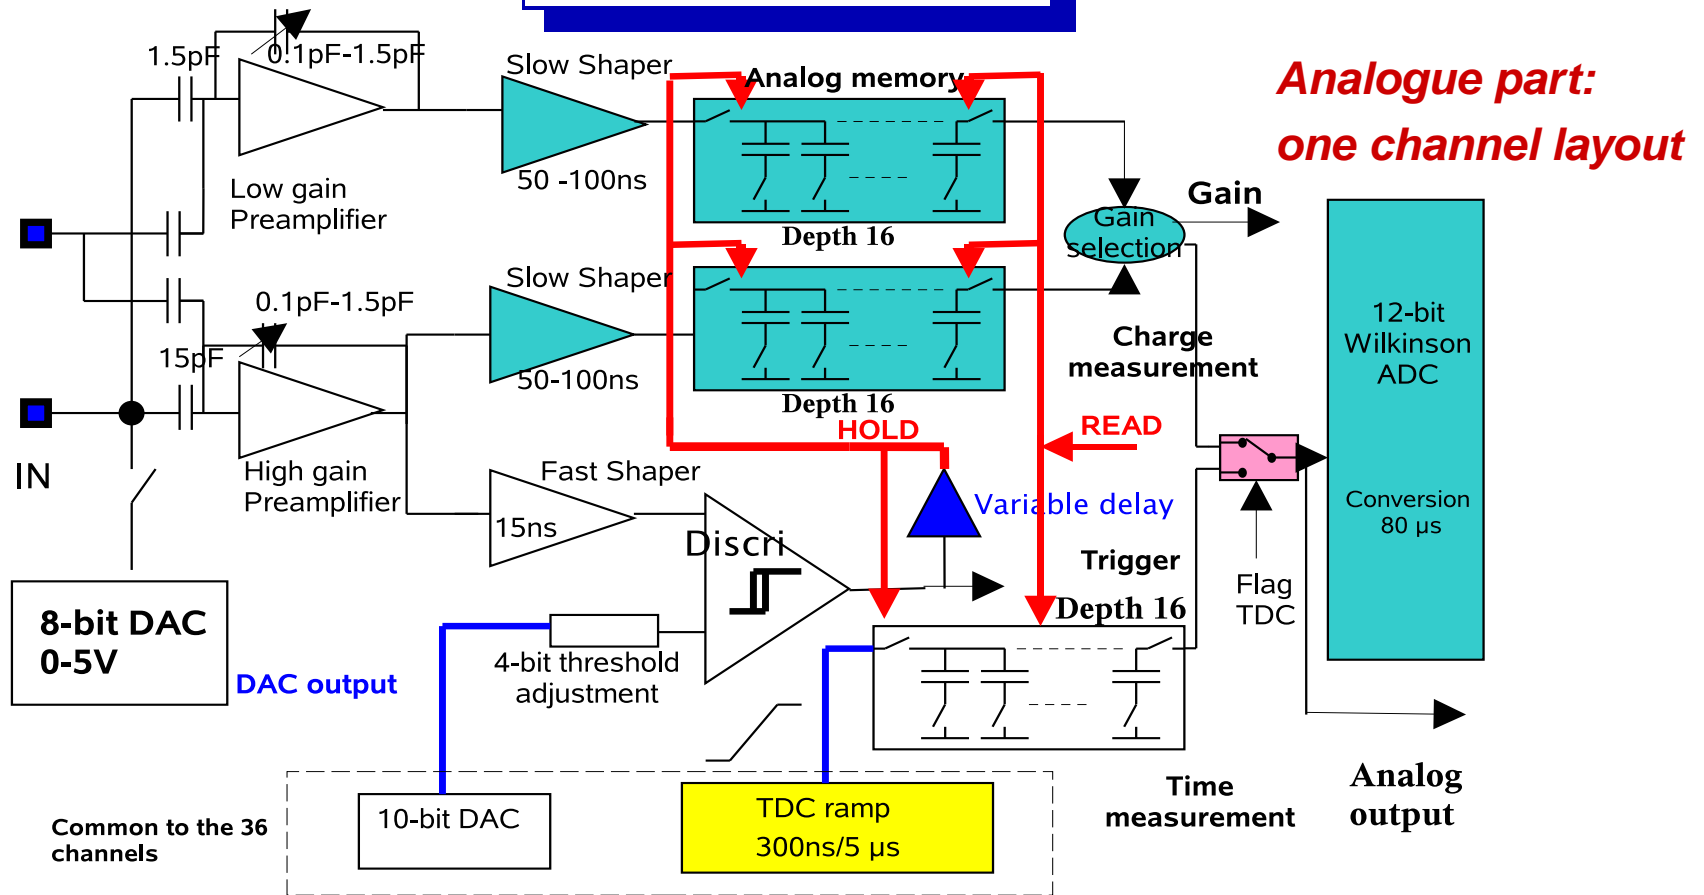 Analogue part:
one channel layout
1.5pF
0.1pF-1.5pF
Slow Shaper
Analog memory
50 -100ns
Low gain
Preamplifier
Depth 16
Gain
Gain
selection
Slow Shaper
0.1pF-1.5pF
15pF
50-100ns
Depth 16
Charge
measurement
12-bit
Wilkinson
ADC
Conversion
80 µs
HOLD
READ
IN
High gain
Preamplifier
Fast Shaper
15ns
Discri
Variable delay
Trigger
Depth 16
Flag
TDC
8-bit DAC
0-5V
DAC output
4-bit threshold
adjustment
Time
measurement
Analog
output
Common to the 36
channels
10-bit DAC
TDC ramp
300ns/5 µs